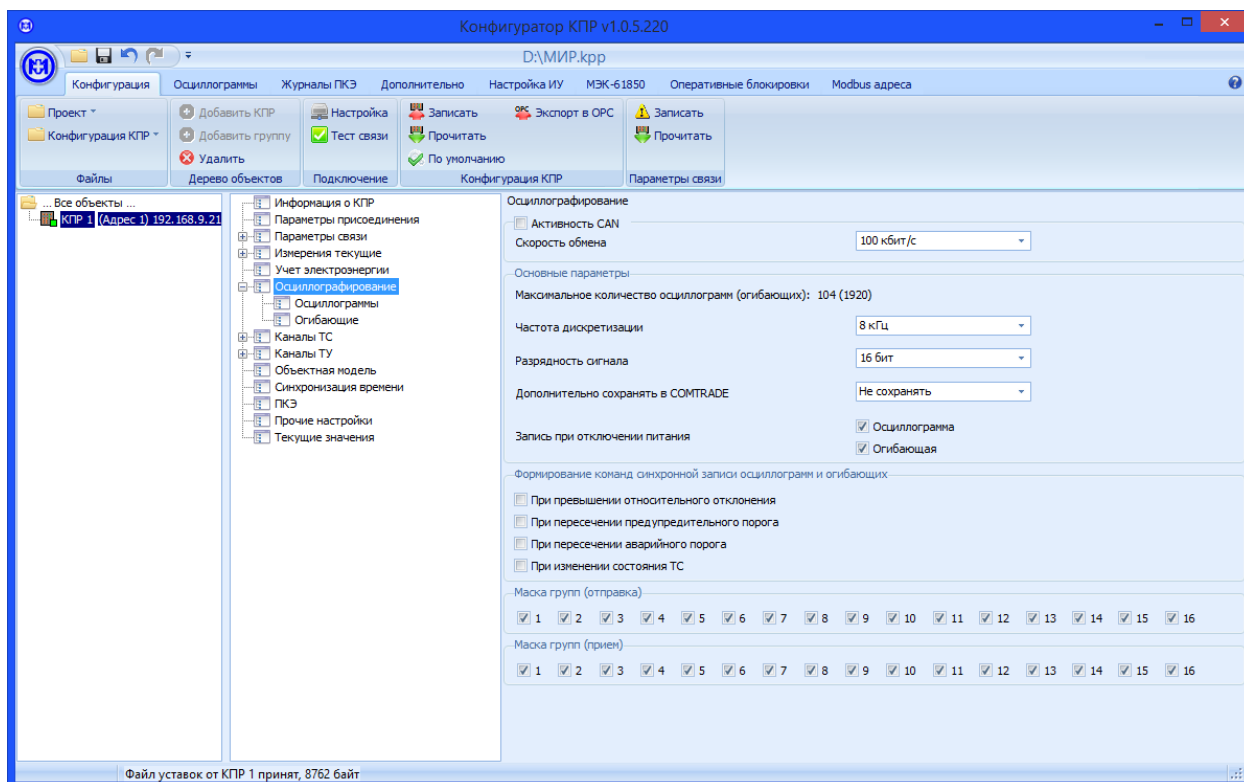 Конфигуратор КПР v1.0.5.220
D:\МИР.kpp
Конфигурация Осциллограммы Журналы ПКЭ Дополнительно Настройка ИУ МЭК-61850 Оперативные блокировки Modbus адреса
Проект Добавить КПР Настройка Записать Экспорт в OPC Записать
Конфигурация КПР Добавить группу Тест связи Прочитать Прочитать
Удалить По умолчанию
Файлы Дерево объектов Подключение Конфигурация КПР Параметры связи
... Все объекты ...
КПР 1 (Адрес 1) 192.168.9.21
Информация о КПР
Параметры присоединения
Параметры связи
Измерения текущие
Учет электроэнергии
Осциллографирование
Осциллограммы
Огибающие
Каналы ТС
Каналы ТУ
Объектная модель
Синхронизация времени
ПКЭ
Прочие настройки
Текущие значения
Осциллографирование
Активность CAN
Скорость обмена 100 кбит/с
Основные параметры
Максимальное количество осциллограмм (огибающих): 104 (1920)
Частота дискретизации 8 кГц
Разрядность сигнала 16 бит
Дополнительно сохранять в COMTRADE Не сохранять
Запись при отключении питания Осциллограмма
Огибающая
Формирование команд синхронной записи осциллограмм и огибающих
При превышении относительного отклонения
При пересечении предупредительного порога
При пересечении аварийного порога
При изменении состояния ТС
Маска групп (отправка)
1 2 3 4 5 6 7 8 9 10 11 12 13 14 15 16
Маска групп (прием)
1 2 3 4 5 6 7 8 9 10 11 12 13 14 15 16
Файл уставок от КПР 1 принят, 8762 байт